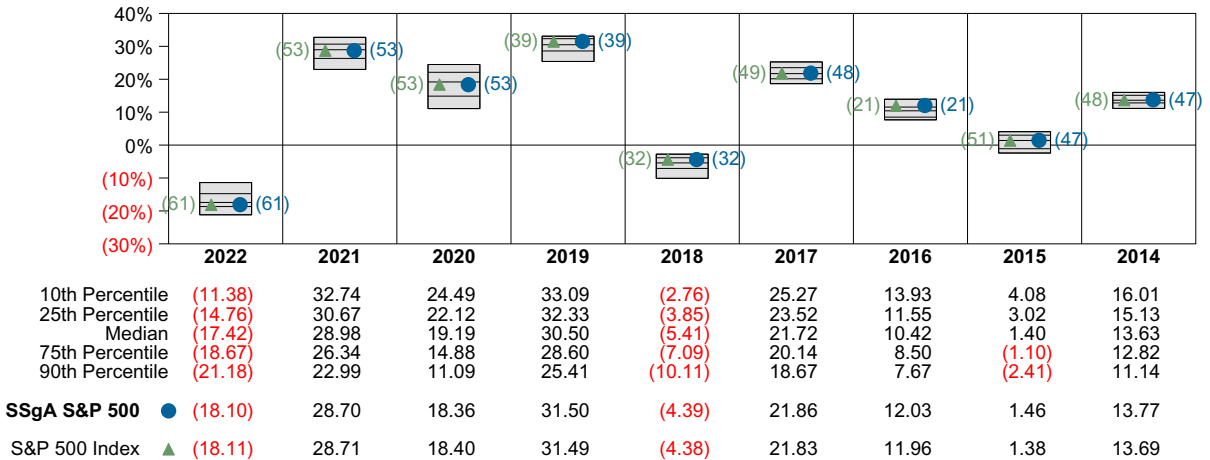 40%
30%
20%
10%
0%
(10%)
(20%)
(30%)
(61) (61)
(53) (53)
(53) (53)
(39) (39)
(32) (32)
(49) (48)
(21) (21)
(51) (47)
(48) (47)
2022 2021 2020 2019 2018 2017 2016 2015 2014
10th Percentile (11.38) 32.74 24.49 33.09 (2.76) 25.27 13.93 4.08 16.01
25th Percentile (14.76) 30.67 22.12 32.33 (3.85) 23.52 11.55 3.02 15.13
Median (17.42) 28.98 19.19 30.50 (5.41) 21.72 10.42 1.40 13.63
75th Percentile (18.67) 26.34 14.88 28.60 (7.09) 20.14 8.50 (1.10) 12.82
90th Percentile (21.18) 22.99 11.09 25.41 (10.11) 18.67 7.67 (2.41) 11.14
SSgA S&P 500 (18.10) 28.70 18.36 31.50 (4.39) 21.86 12.03 1.46 13.77
S&P 500 Index (18.11) 28.71 18.40 31.49 (4.38) 21.83 11.96 1.38 13.69